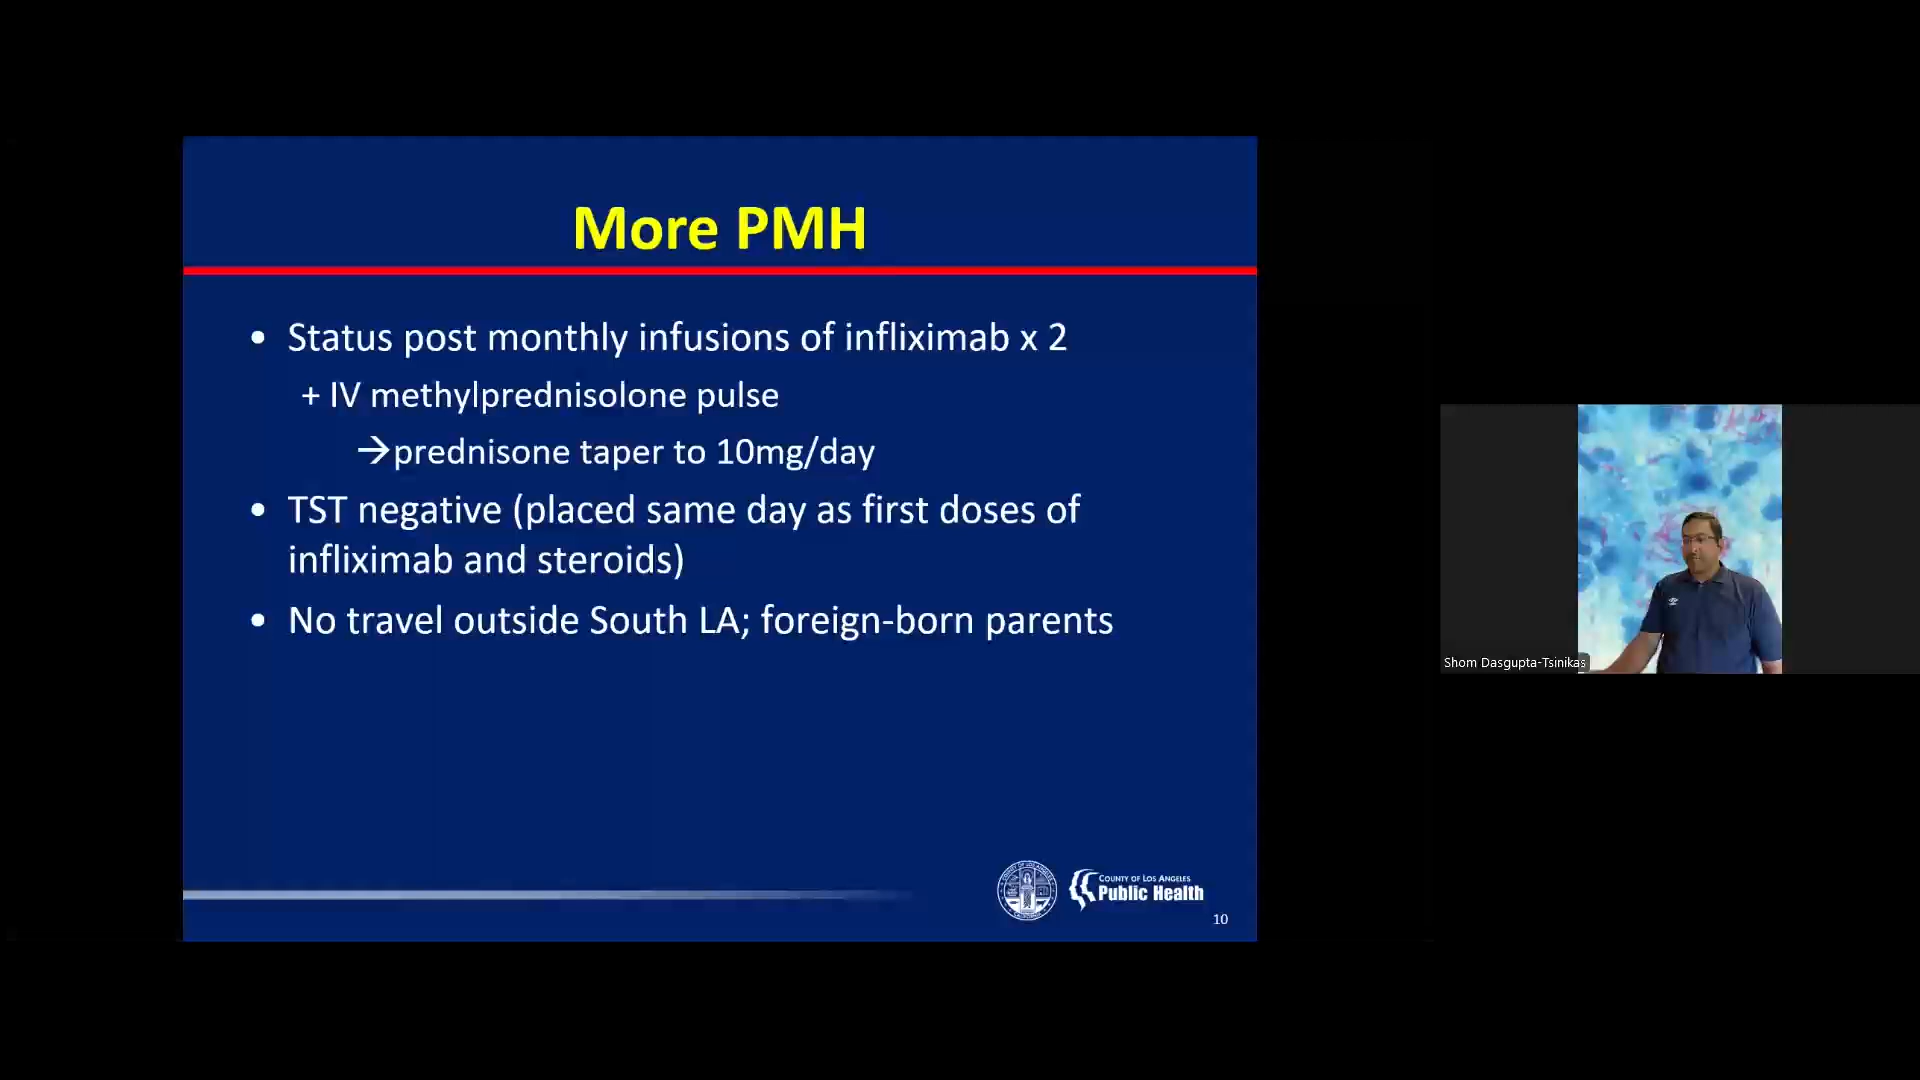 More PMH
• Status post monthly infusions of infliximab x 2
+ IV methylprednisolone pulse
→prednisone taper to 10mg/day
• TST negative (placed same day as first doses of
infliximab and steroids)
• No travel outside South LA; foreign-born parents
Shom Dasgupta-Tsinikas
COUNTY OF LOS ANGELES
Public Health
10